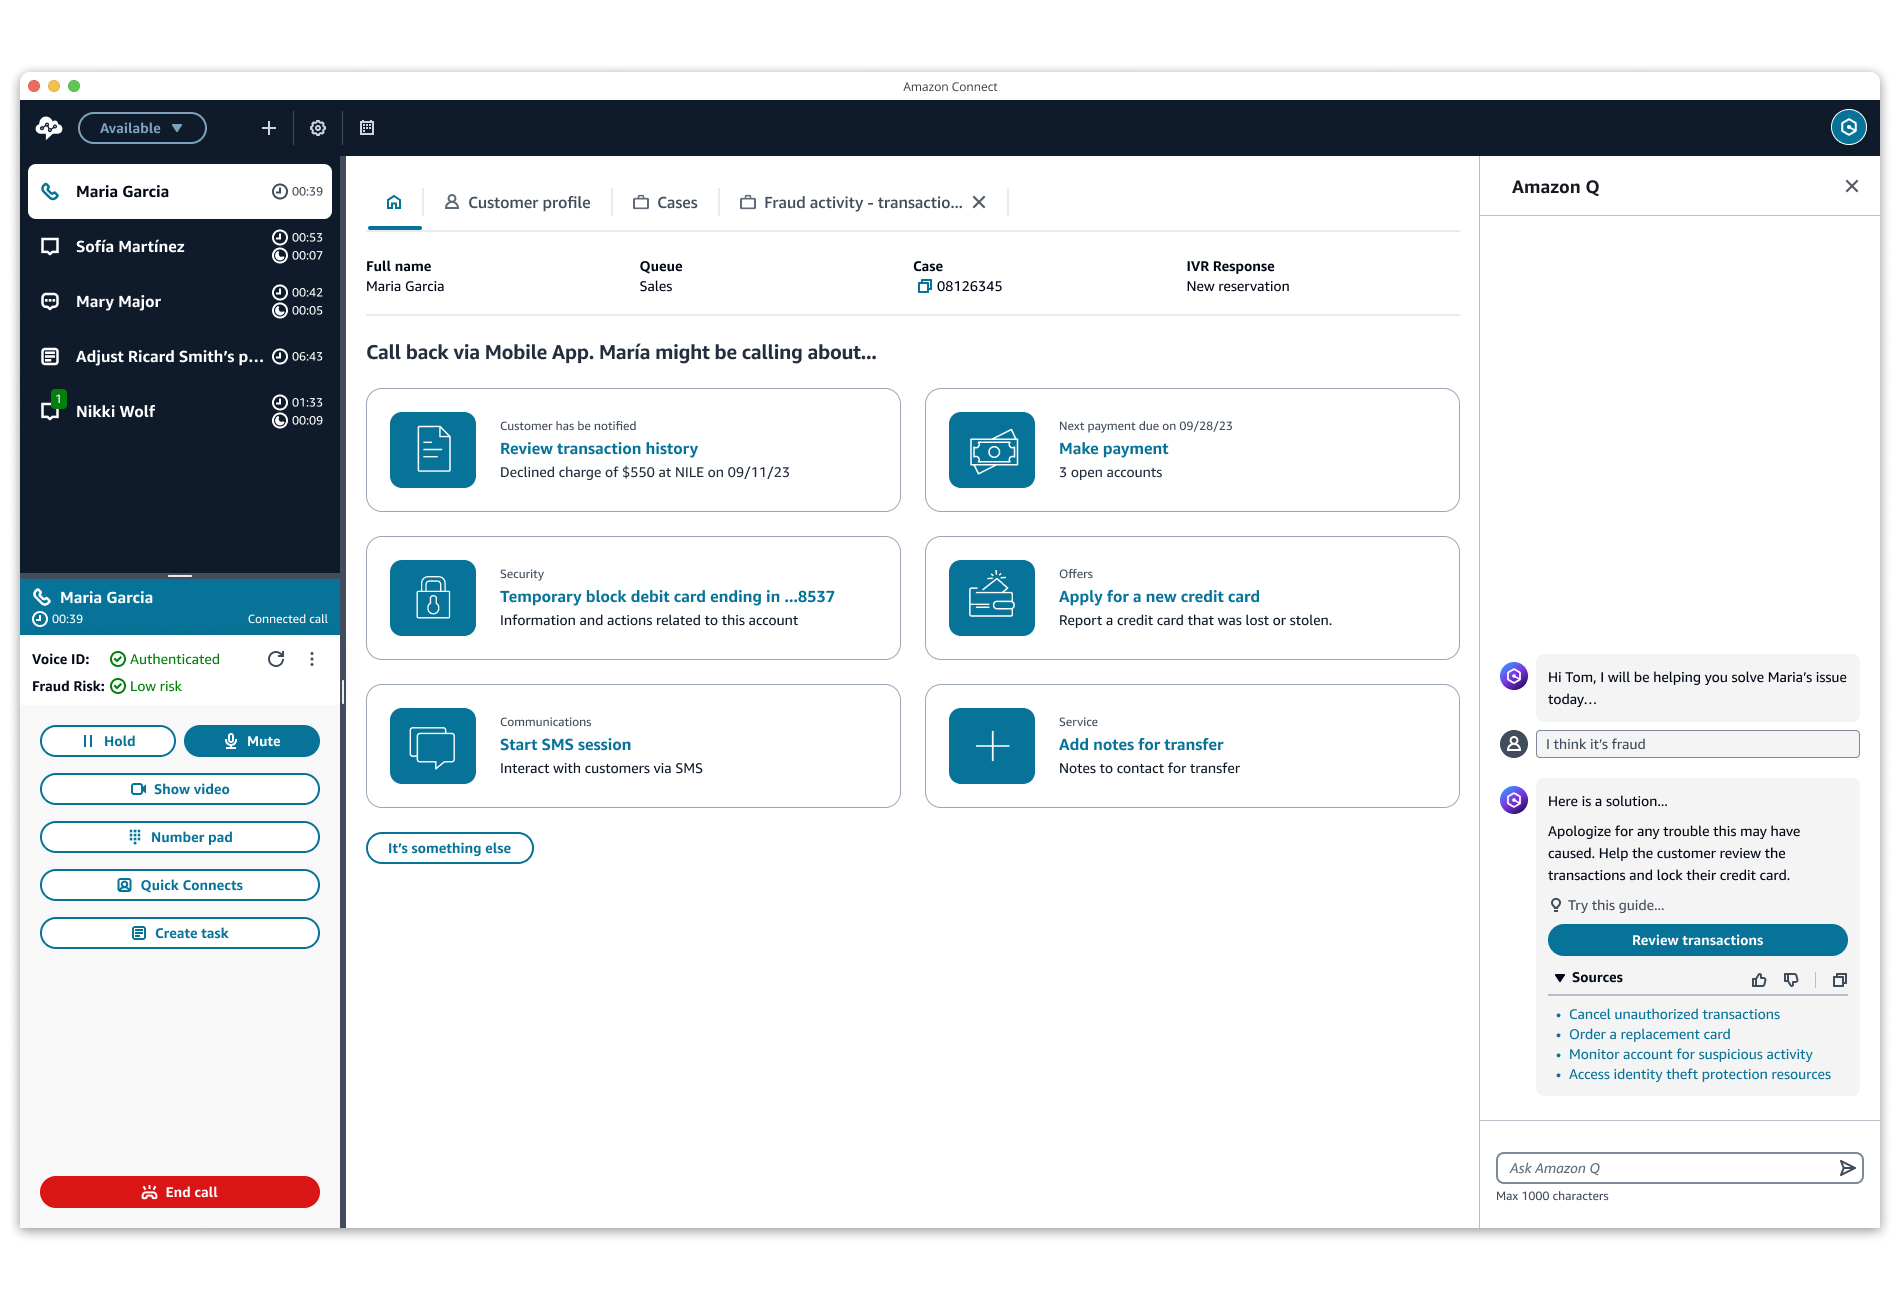 Amazon Connect
Available
Maria Garcia 00:39
Sofía Martínez 00:53
00:07
Mary Major 00:42
00:05
Adjust Ricard Smith's p... 06:43
1
Nikki Wolf 01:33
00:09
Maria Garcia
00:39 Connected call
Voice ID: Authenticated
Fraud Risk: Low risk
Hold Mute
Show video
Number pad
Quick Connects
Create task
End call
Customer profile Cases Fraud activity - transactio...
Full name Queue Case IVR Response
Maria Garcia Sales 08126345 New reservation
Call back via Mobile App. María might be calling about...
Customer has be notified
Review transaction history
Declined charge of $550 at NILE on 09/11/23
Next payment due on 09/28/23
Make payment
3 open accounts
Security
Temporary block debit card ending in ...8537
Information and actions related to this account
Offers
Apply for a new credit card
Report a credit card that was lost or stolen.
Communications
Start SMS session
Interact with customers via SMS
Service
Add notes for transfer
Notes to contact for transfer
It's something else
Amazon Q
Hi Tom, I will be helping you solve Maria's issue
today...
I think it's fraud
Here is a solution...
Apologize for any trouble this may have
caused. Help the customer review the
transactions and lock their credit card.
Try this guide...
Review transactions
Sources
• Cancel unauthorized transactions
• Order a replacement card
• Monitor account for suspicious activity
• Access identity theft protection resources
Ask Amazon Q
Max 1000 characters